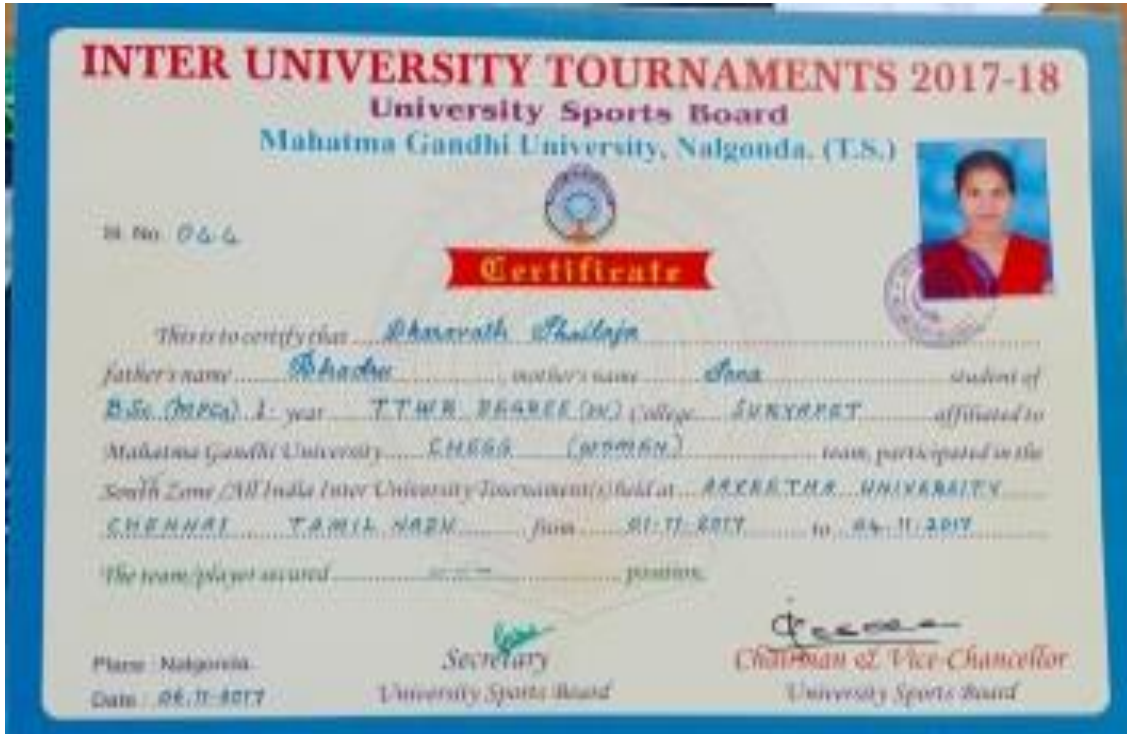 INTER UNIVERSITY TOURNAMENTS 2017-18
University Sports Board
Mahatma Gandhi University, Nalgonda. (T.S.)
Sl. No. 044
Certificate
This is to certify that Dharavath Shailaja
father's name Bhadru, mother's name student of
B.Sc. (MPCs) I- year TTWR DEGREE (W) College SURYAPET affiliated to
Mahatma Gandhi University CHESS (WOMEN) team, participated in the
South Zone / All India Inter University Tournament(s) held at UNIVERSITY
CHENNAI TAMIL NADU from 01-11-2017 to 04-11-2017
The team/player secured --- position.
Place : Nalgonda.
Date : 06-11-2017
Secretary
University Sports Board
Chairman & Vice-Chancellor
University Sports Board